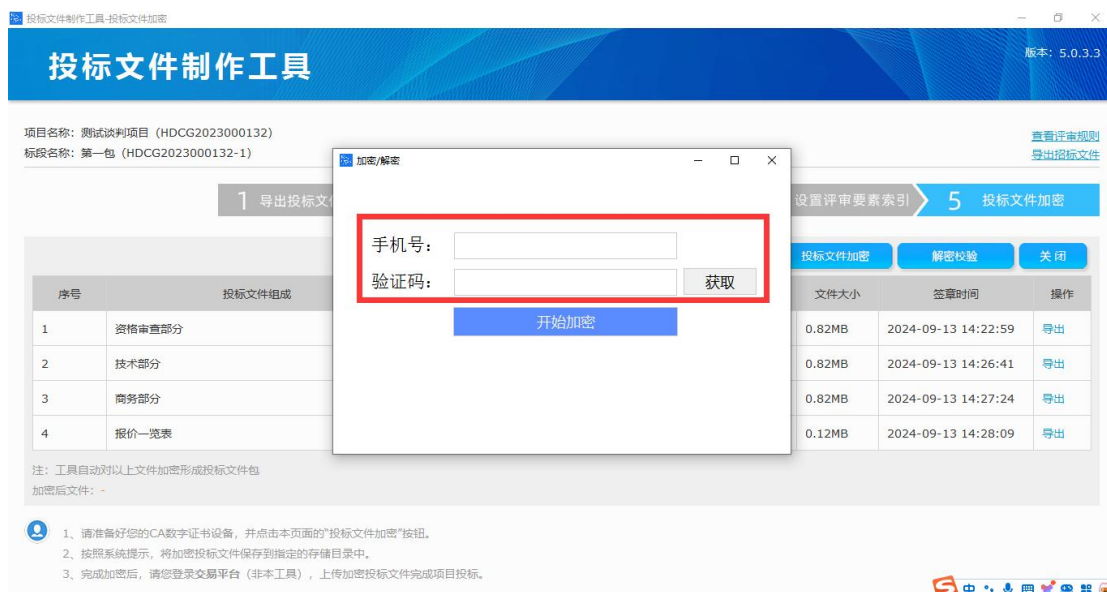 投标文件制作工具-投标文件加密
投标文件制作工具
版本：5.0.3.3
项目名称：测试谈判项目（HDCG2023000132）
标段名称：第一包（HDCG2023000132-1）
查看评审规则
导出招标文件
加密/解密
1 导出投标文
设置评审要素索引
5 投标文件加密
手机号：
验证码：
获取
开始加密
投标文件加密 解密校验 关闭
序号 投标文件组成 文件大小 签章时间 操作
1 资格审查部分 0.82MB 2024-09-13 14:22:59 导出
2 技术部分 0.82MB 2024-09-13 14:26:41 导出
3 商务部分 0.82MB 2024-09-13 14:27:24 导出
4 报价一览表 0.12MB 2024-09-13 14:28:09 导出
注：工具自动对以上文件加密形成投标文件包
加密后文件：-
1、请准备好您的CA数字证书设备，并点击本页面的"投标文件加密"按钮。
2、按照系统提示，将加密投标文件保存到指定的存储目录中。
3、完成加密后，请您登录交易平台（非本工具），上传加密投标文件完成项目投标。
中